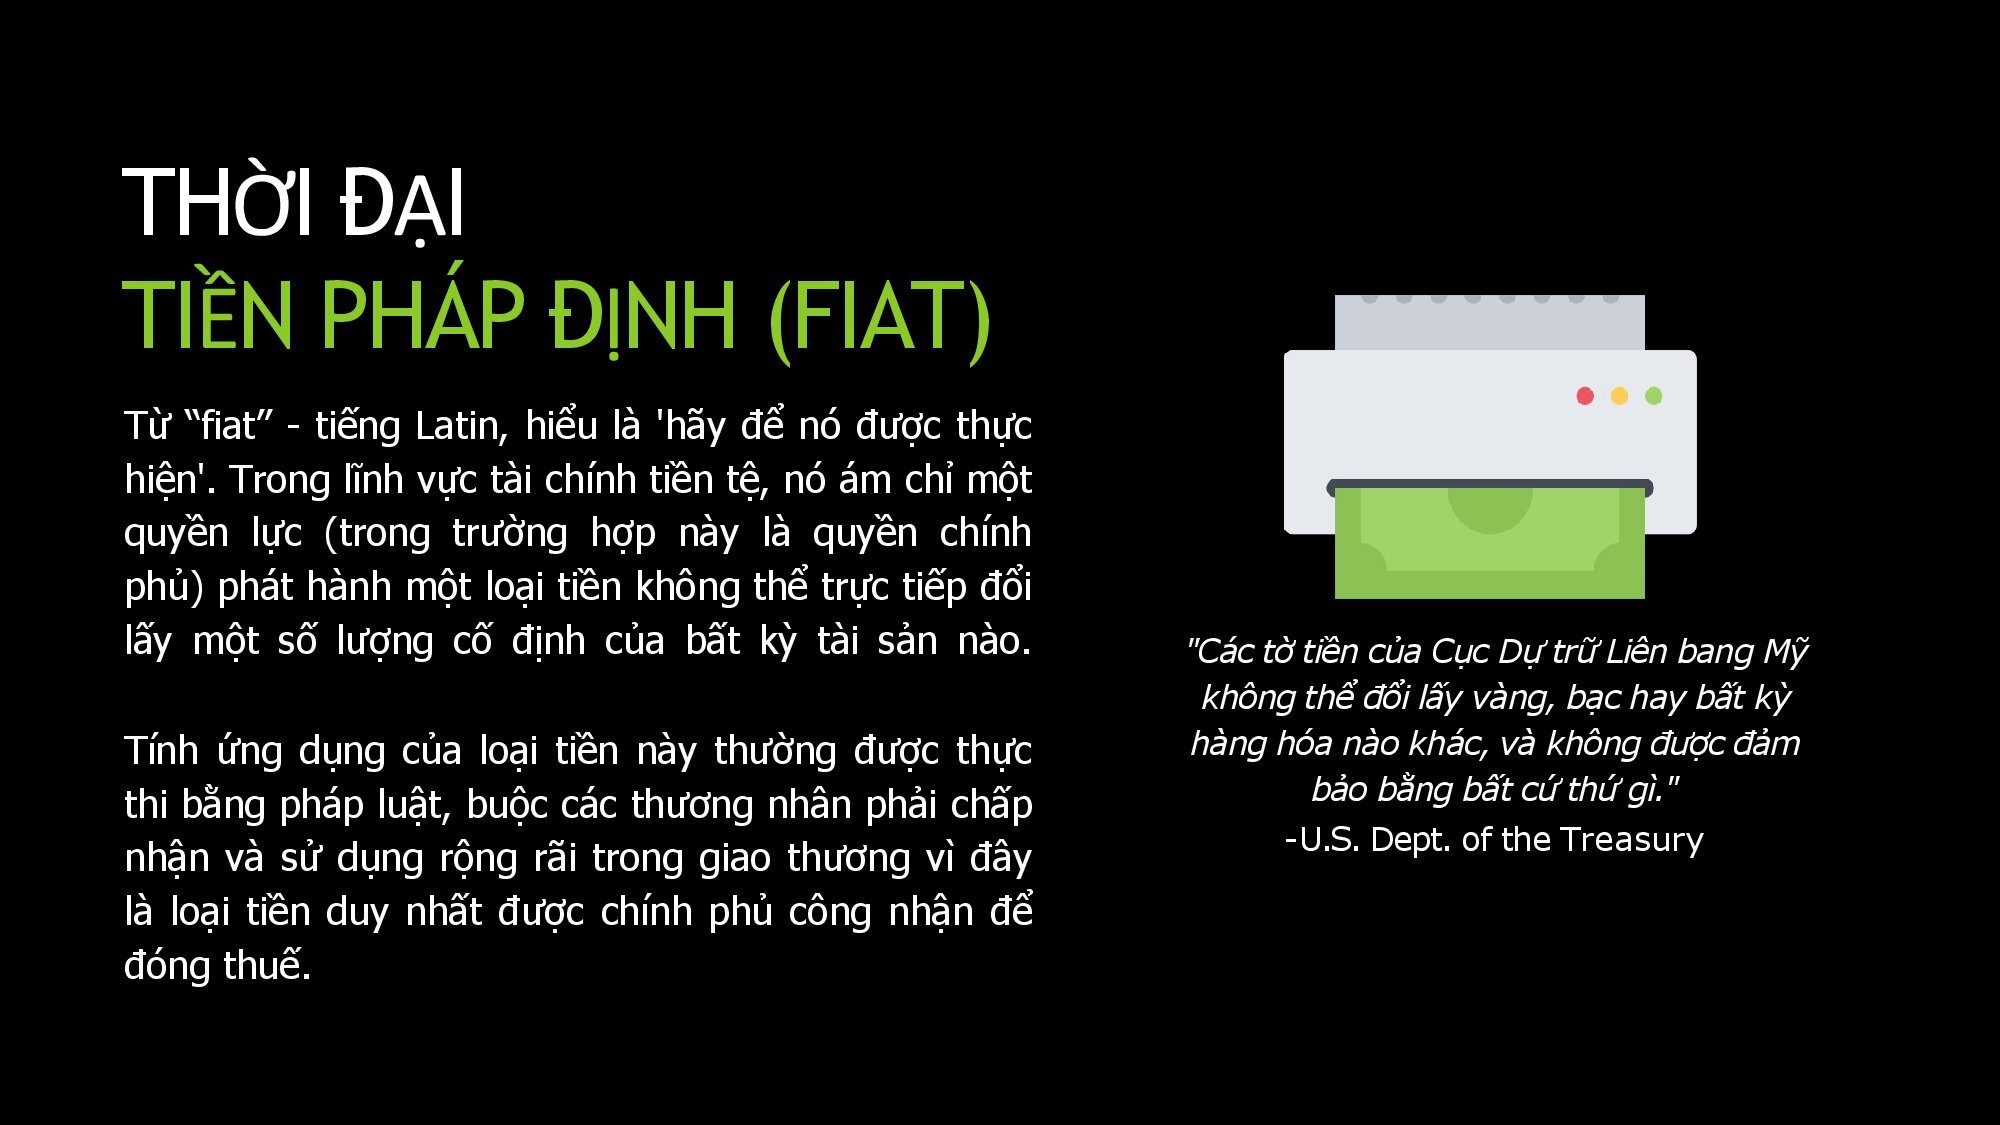 THỜI ĐẠI
TIỀN PHÁP ĐỊNH (FIAT)
Từ “fiat” - tiếng Latin, hiểu là 'hãy để nó được thực
hiện'. Trong lĩnh vực tài chính tiền tệ, nó ám chỉ một
quyền lực (trong trường hợp này là quyền chính
phủ) phát hành một loại tiền không thể trực tiếp đổi
lấy một số lượng cố định của bất kỳ tài sản nào.
Tính ứng dụng của loại tiền này thường được thực
thi bằng pháp luật, buộc các thương nhân phải chấp
nhận và sử dụng rộng rãi trong giao thương vì đây
là loại tiền duy nhất được chính phủ công nhận để
đóng thuế.
"Các tờ tiền của Cục Dự trữ Liên bang Mỹ
không thể đổi lấy vàng, bạc hay bất kỳ
hàng hóa nào khác, và không được đảm
bảo bằng bất cứ thứ gì."
-U.S. Dept. of the Treasury